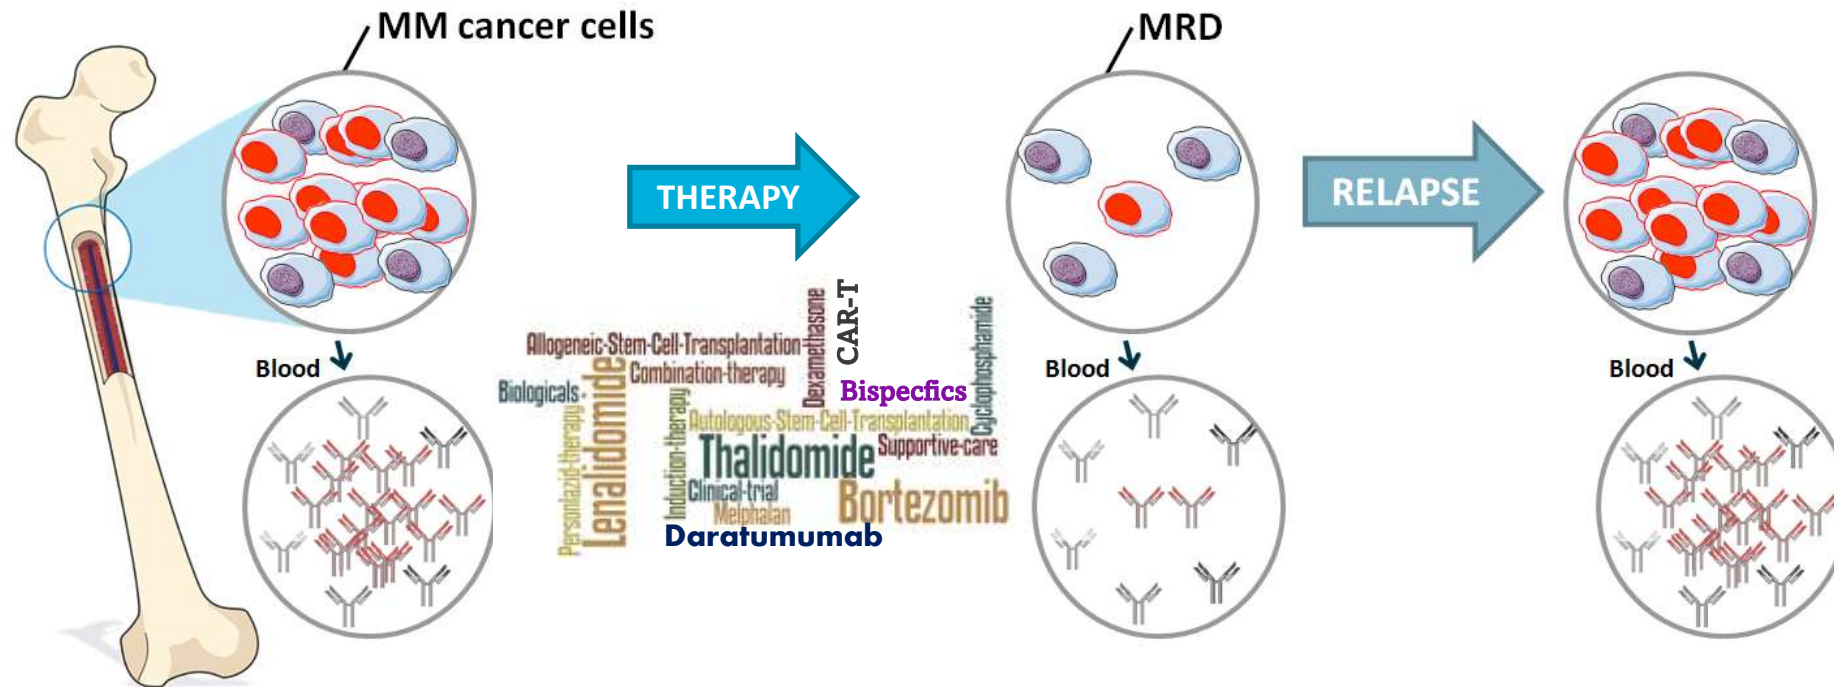 MM cancer cells
MRD
THERAPY
RELAPSE
Blood
Blood
Blood
Allogeneic-Stem-Cell-Transplantation
Dexamethasone
CAR-T
Cyclophosphamide
Biologicals
Lenalidomide
Combination-therapy
Bispecfics
Personlazid-therapy
Induction-therapy
Autologous-Stem-Cell-Transplantation
Thalidomide
Supportive-care
Clinical-trial
Melphalan
Bortezomib
Daratumumab